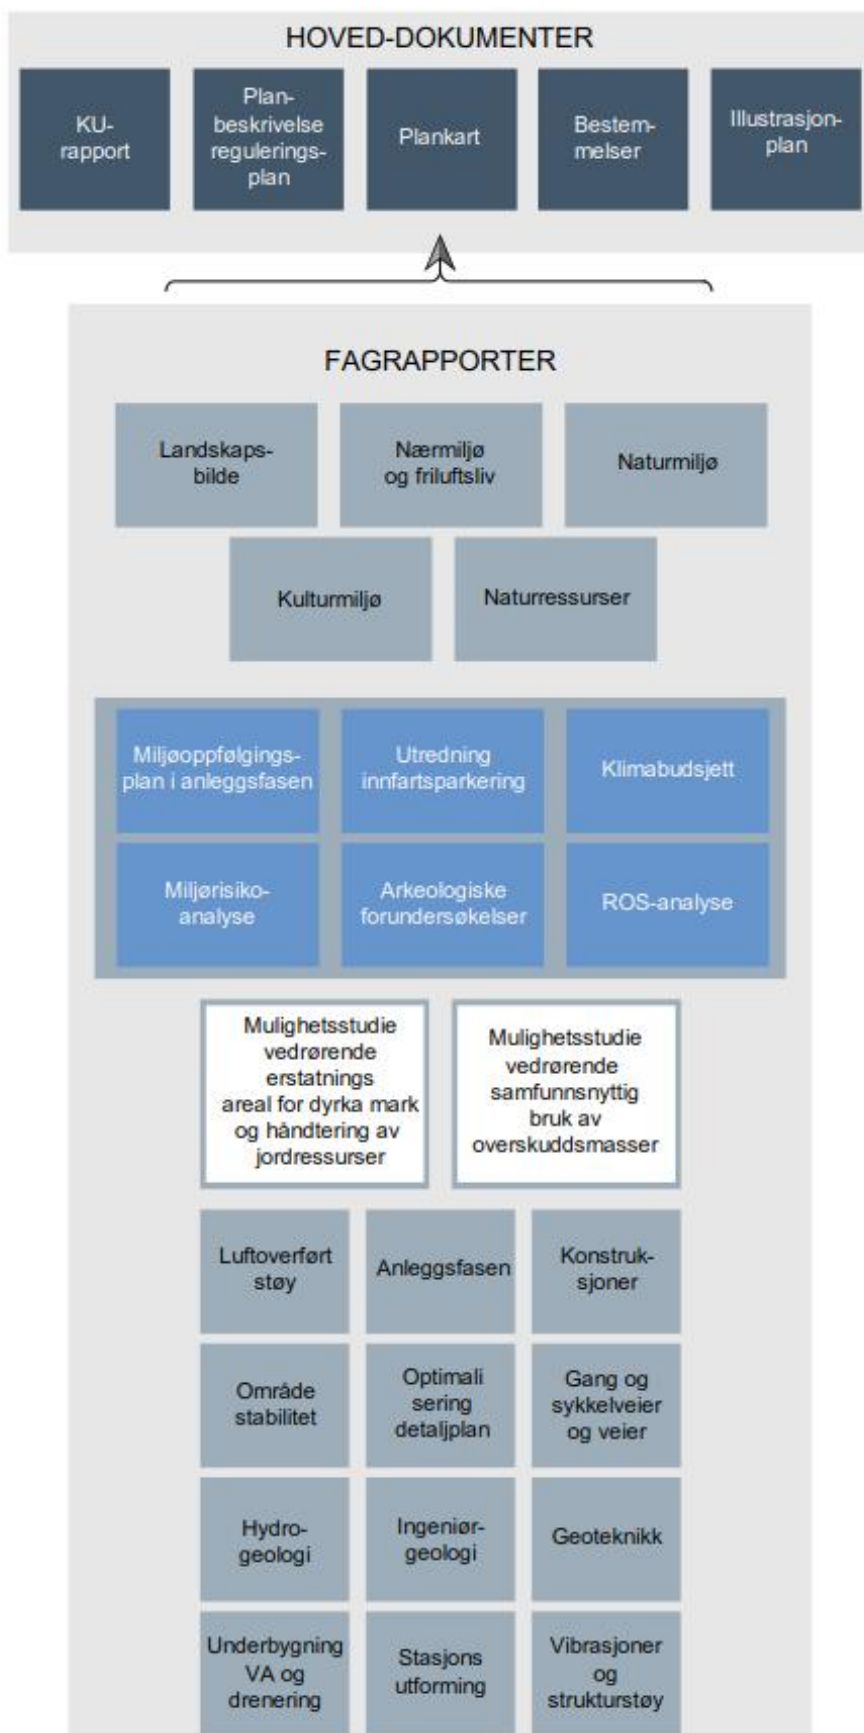 HOVED-DOKUMENTER
KU-
rapport
Plan-
beskrivelse
regulerings-
plan
Plankart
Bestem-
melser
Illustrasjon-
plan
FAGRAPPORTER
Landskaps-
bilde
Nærmiljø
og friluftsliv
Naturmiljø
Kulturmiljø
Naturressurser
Miljøoppfølgings-
plan i anleggsfasen
Utredning
innfartsparkering
Klimabudsjett
Miljørisiko-
analyse
Arkeologiske
forundersøkelser
ROS-analyse
Mulighetsstudie
vedrørende
erstatnings
areal for dyrka mark
og håndtering av
jordressurser
Mulighetsstudie
vedrørende
samfunnsnyttig
bruk av
overskuddsmasser
Luftoverført
støy
Anleggsfasen
Konstruk-
sjoner
Område
stabilitet
Optimali
sering
detaljplan
Gang og
sykkelveier
og veier
Hydro-
geologi
Ingeniør-
geologi
Geoteknikk
Underbygning
VA og
drenering
Stasjons
utforming
Vibrasjoner
og
strukturstøy